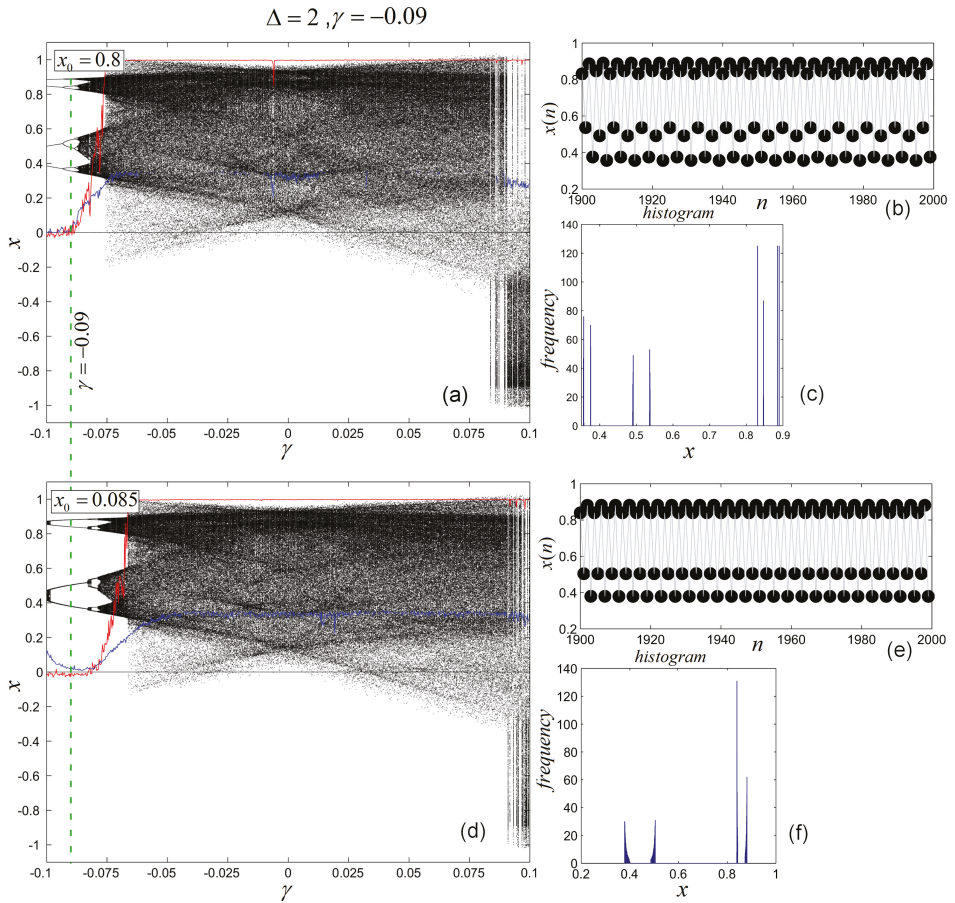 Δ = 2 , γ = −0.09
x₀ = 0.8
1
0.8
0.6
0.4
0.2
0
-0.2
-0.4
-0.6
-0.8
-1
x
γ = −0.09
(a)
-0.1 -0.075 -0.05 -0.025 0 0.025 0.05 0.075 0.1
γ
1
0.8
0.6
0.4
0.2
x(n)
1900 1920 1940 1960 1980 2000
n
(b)
histogram
140
120
100
80
60
40
20
0
frequency
0.4 0.5 0.6 0.7 0.8 0.9
x
(c)
x₀ = 0.085
1
0.8
0.6
0.4
0.2
0
-0.2
-0.4
-0.6
-0.8
-1
x
(d)
-0.1 -0.075 -0.05 -0.025 0 0.025 0.05 0.075 0.1
γ
1
0.8
0.6
0.4
0.2
x(n)
1900 1920 1940 1960 1980 2000
n
(e)
histogram
140
120
100
80
60
40
20
0
frequency
0.2 0.4 0.6 0.8 1
x
(f)